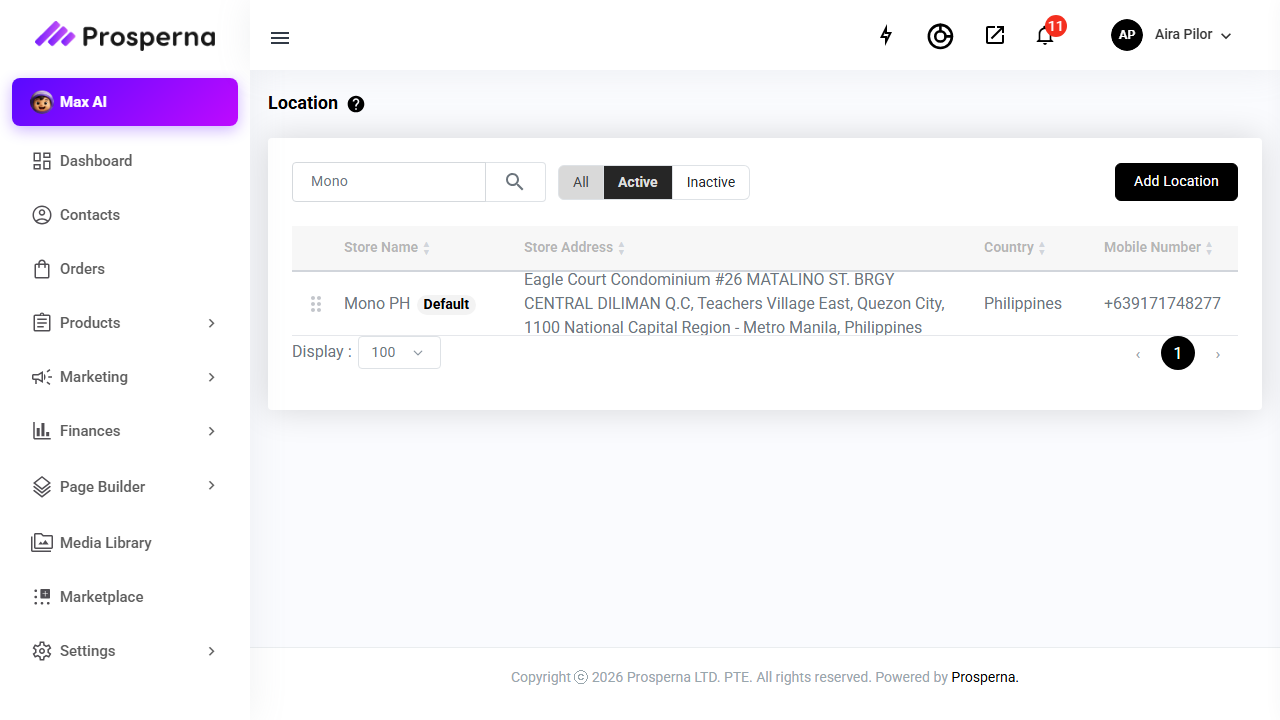 Prosperna
11
AP
Aira Pilor
Max AI
Dashboard
Contacts
Orders
Products
Marketing
Finances
Page Builder
Media Library
Marketplace
Settings
Location
Mono
All
Active
Inactive
Add Location
Store Name
Store Address
Country
Mobile Number
Mono PH
Default
Eagle Court Condominium #26 MATALINO ST. BRGY
CENTRAL DILIMAN Q.C, Teachers Village East, Quezon City,
1100 National Capital Region - Metro Manila, Philippines
Philippines
+639171748277
Display :
100
‹
1
›
Copyright © 2026 Prosperna LTD. PTE. All rights reserved. Powered by Prosperna.